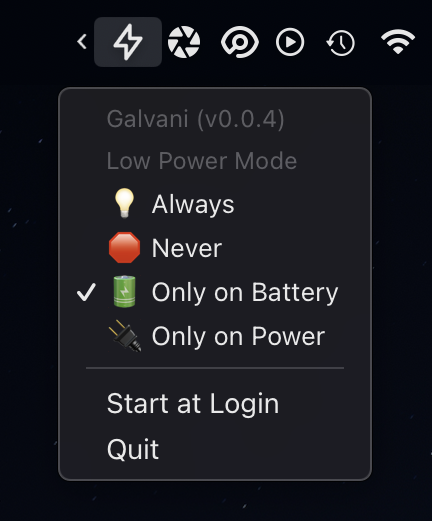 Galvani (v0.0.4)
Low Power Mode
Always
Never
Only on Battery
Only on Power
Start at Login
Quit